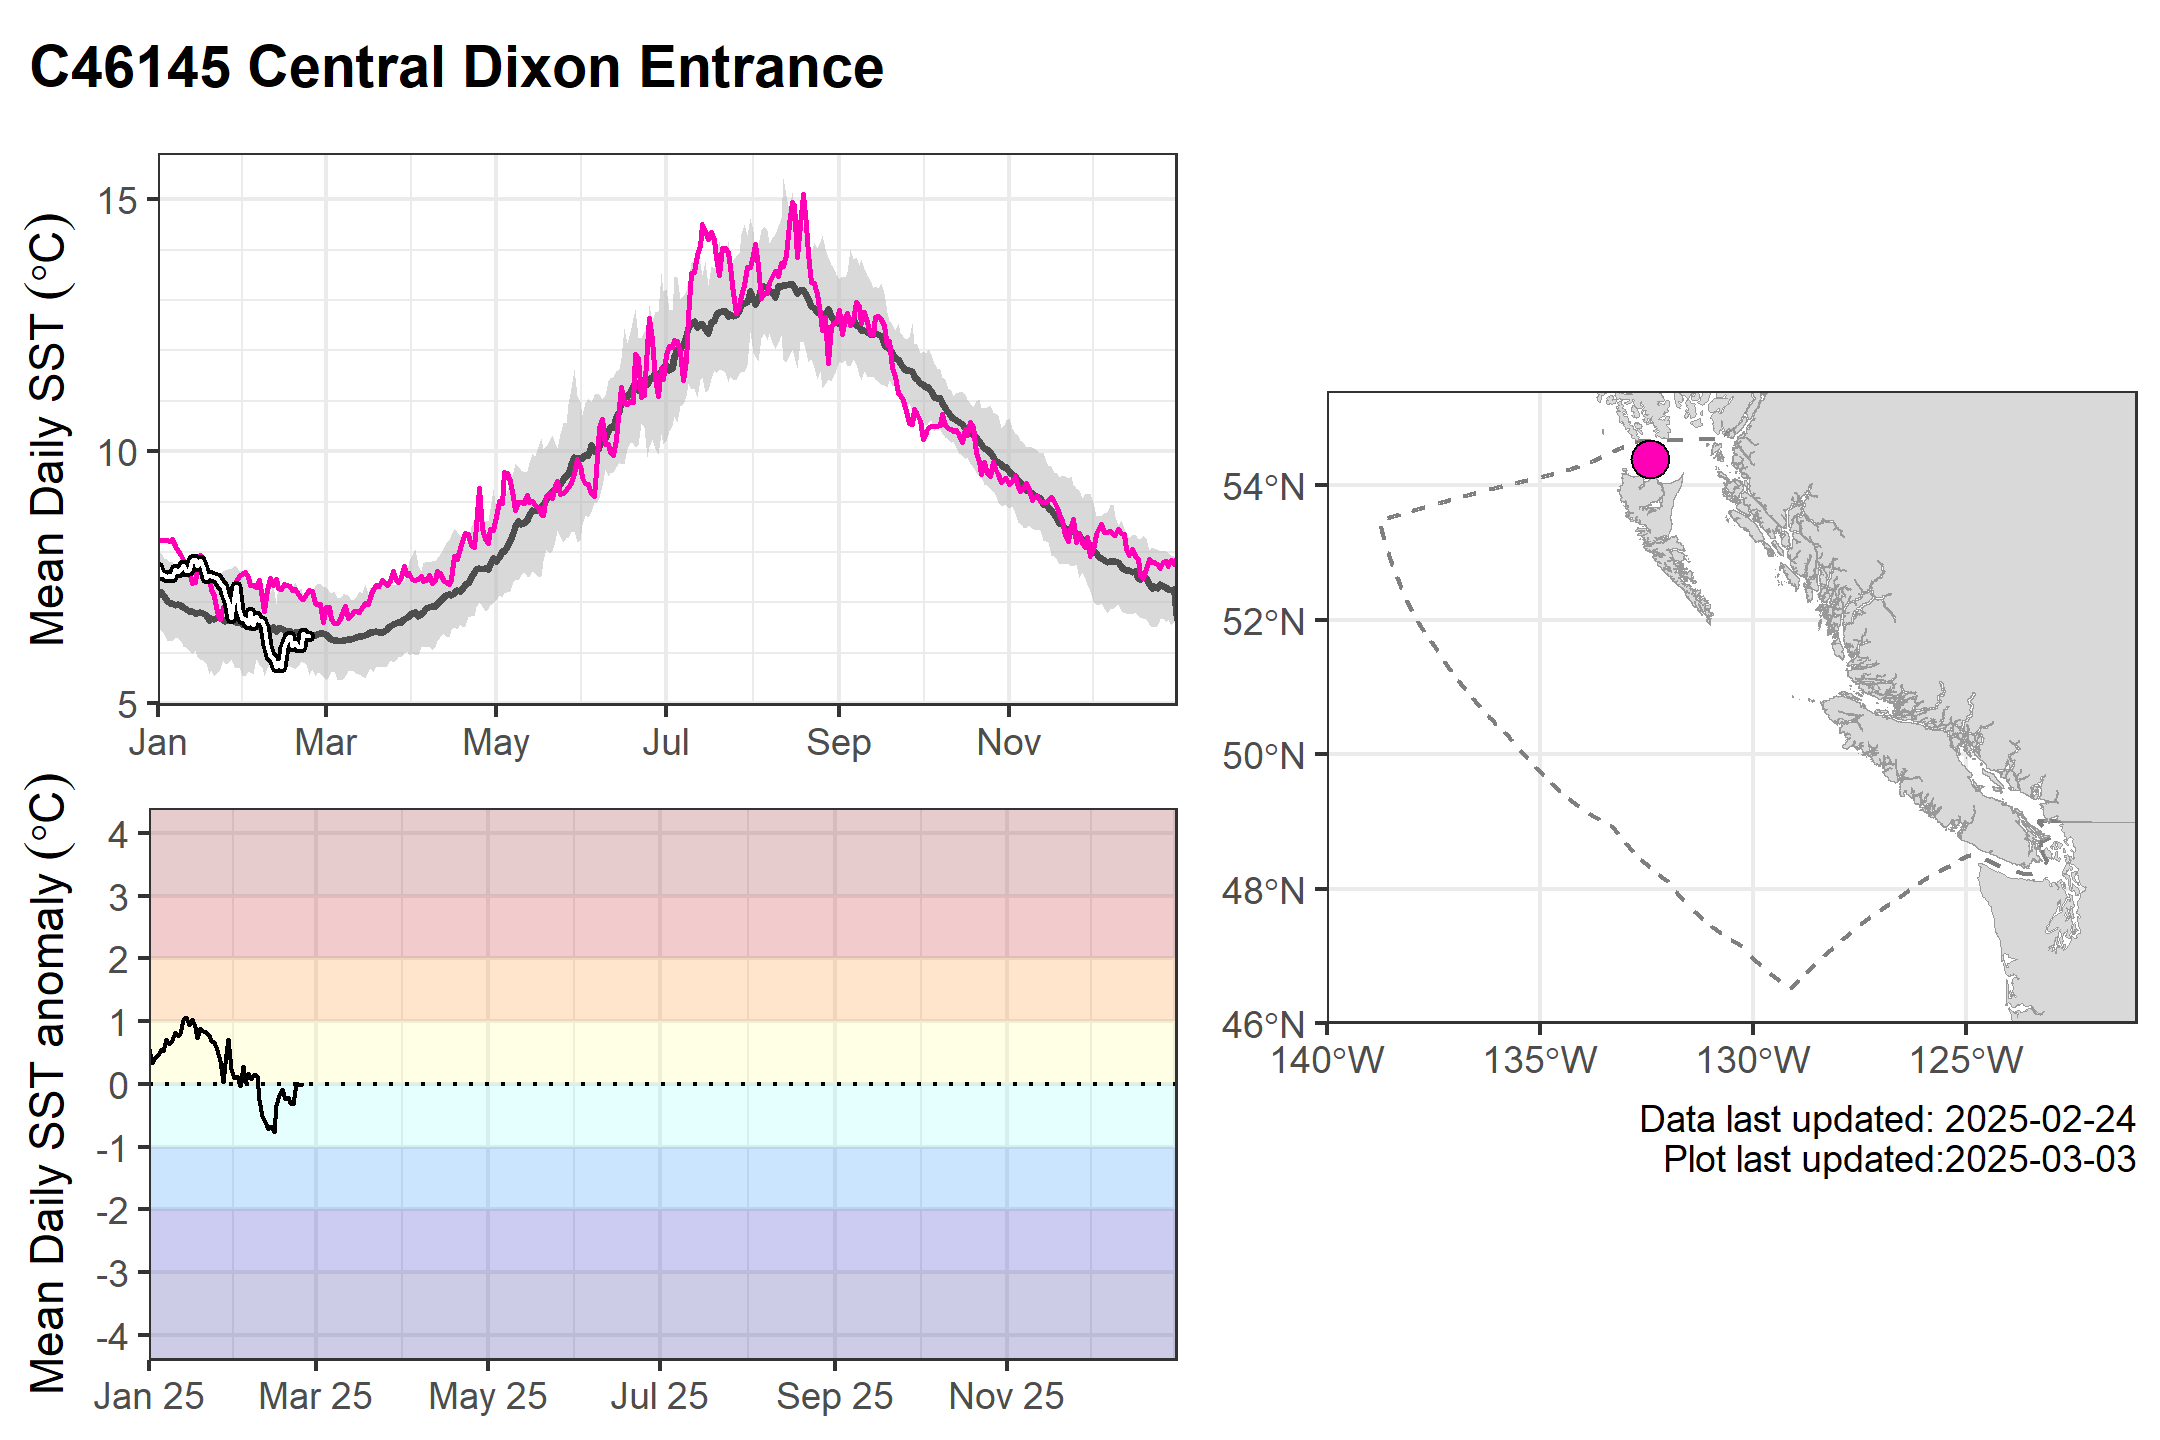 C46145 Central Dixon Entrance
Mean Daily SST (°C)
15
10
5
Jan Mar May Jul Sep Nov
Mean Daily SST anomaly (°C)
4
3
2
1
0
-1
-2
-3
-4
Jan 25 Mar 25 May 25 Jul 25 Sep 25 Nov 25
54°N
52°N
50°N
48°N
46°N
140°W 135°W 130°W 125°W
Data last updated: 2025-02-24
Plot last updated:2025-03-03